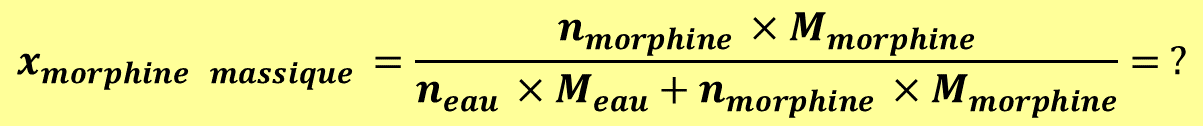 x_morphine massique = (n_morphine × M_morphine) / (n_eau × M_eau + n_morphine × M_morphine) = ?